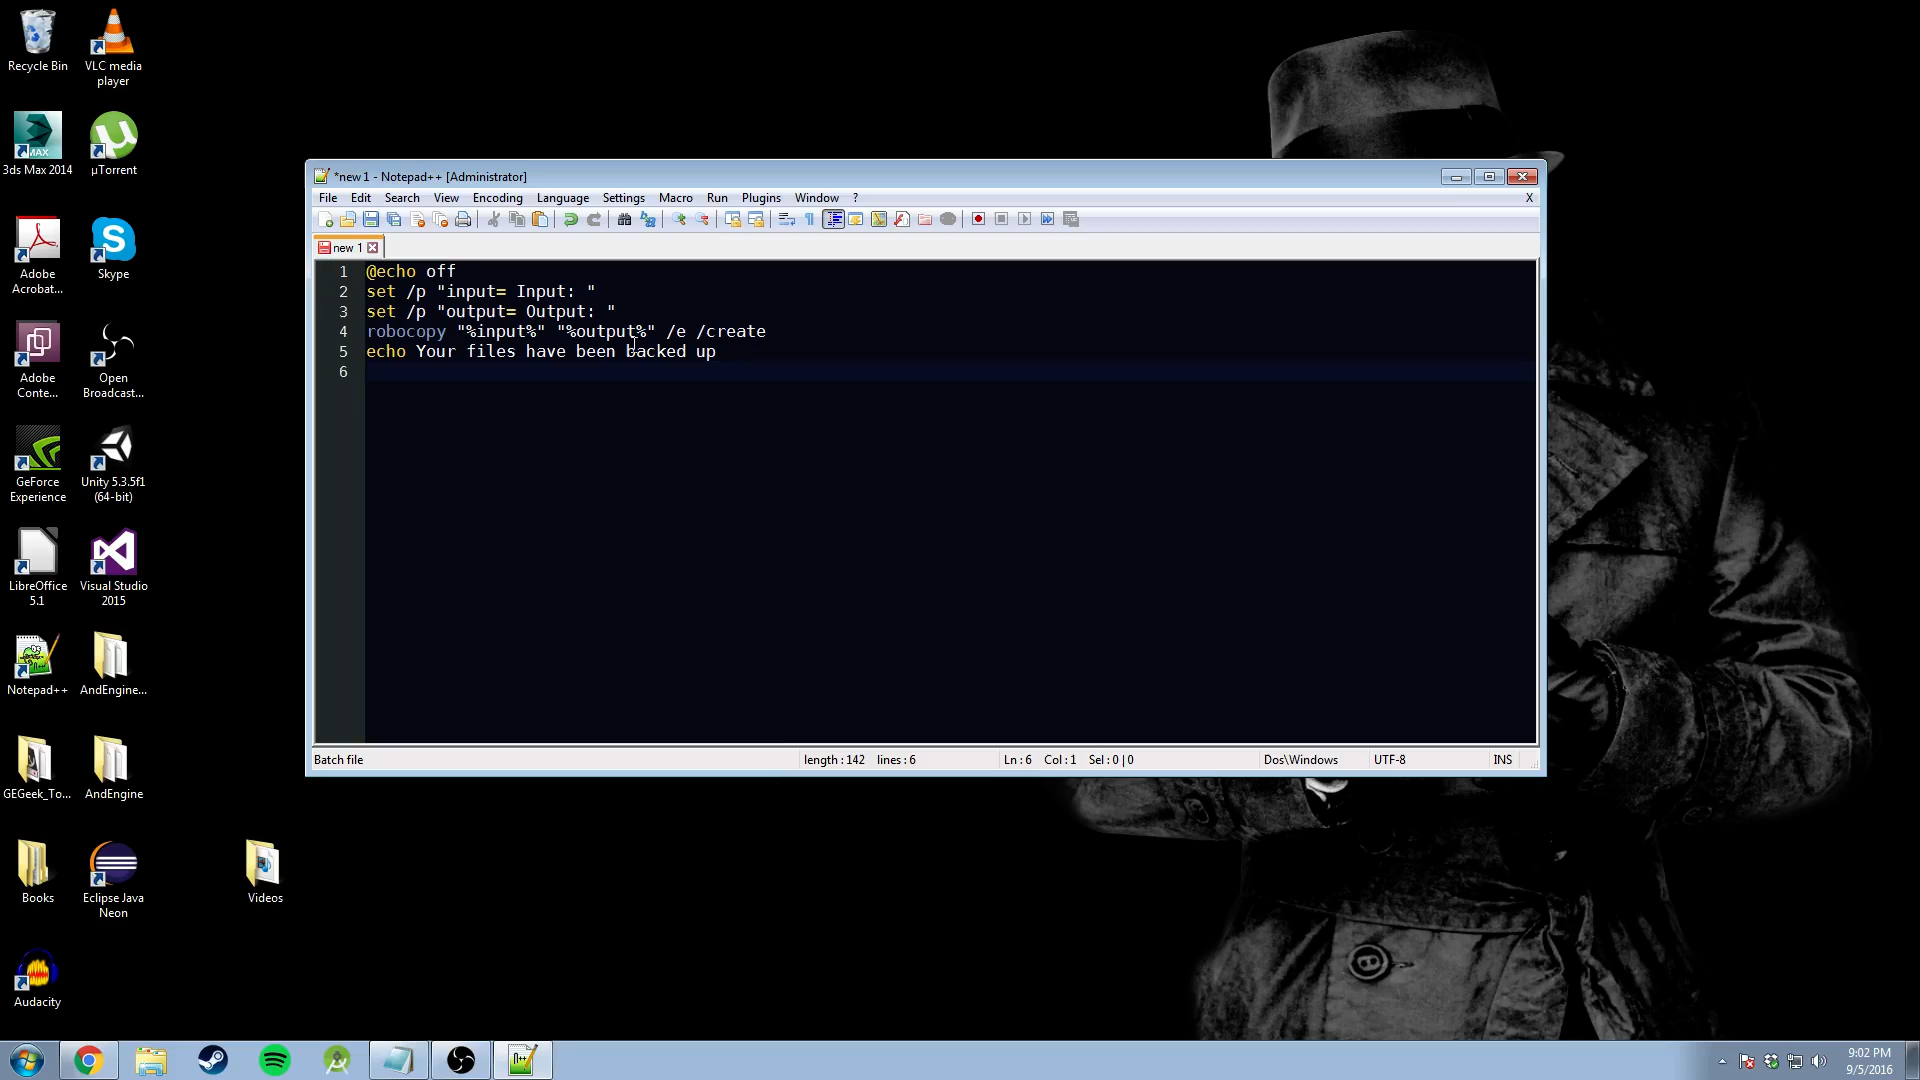 Recycle Bin
VLC media
player
3ds Max 2014
µTorrent
Adobe
Acrobat...
Skype
Adobe
Conte...
Open
Broadcast...
GeForce
Experience
Unity 5.3.5f1
(64-bit)
LibreOffice
5.1
Visual Studio
2015
Notepad++
AndEngine...
GEGeek_To...
AndEngine
Books
Eclipse Java
Neon
Videos
Audacity
*new 1 - Notepad++ [Administrator]
File Edit Search View Encoding Language Settings Macro Run Plugins Window ? X
new 1
1 @echo off
2 set /p "input= Input: "
3 set /p "output= Output: "
4 robocopy "%input%" "%output%" /e /create
5 echo Your files have been backed up
6
Batch file length : 142 lines : 6 Ln : 6 Col : 1 Sel : 0 | 0 Dos\Windows UTF-8 INS
9:02 PM
9/5/2016